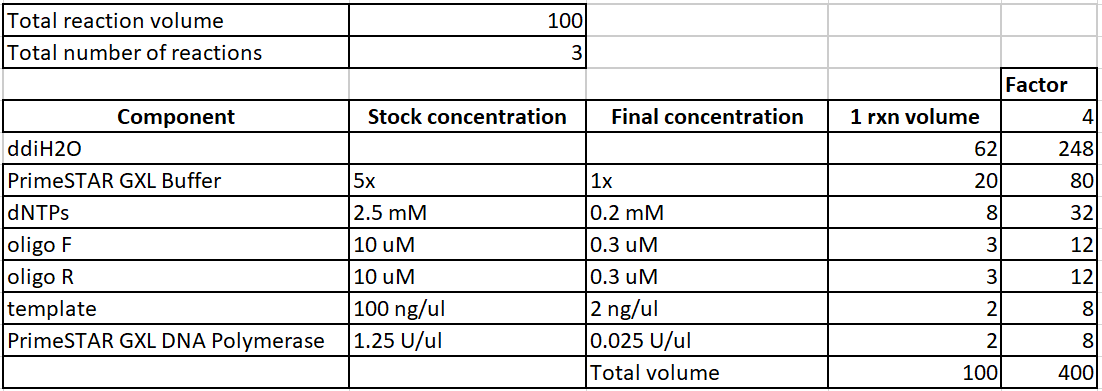 Total reaction volume 100
Total number of reactions 3
Factor
Component Stock concentration Final concentration 1 rxn volume 4
ddiH2O 62 248
PrimeSTAR GXL Buffer 5x 1x 20 80
dNTPs 2.5 mM 0.2 mM 8 32
oligo F 10 uM 0.3 uM 3 12
oligo R 10 uM 0.3 uM 3 12
template 100 ng/ul 2 ng/ul 2 8
PrimeSTAR GXL DNA Polymerase 1.25 U/ul 0.025 U/ul 2 8
Total volume 100 400